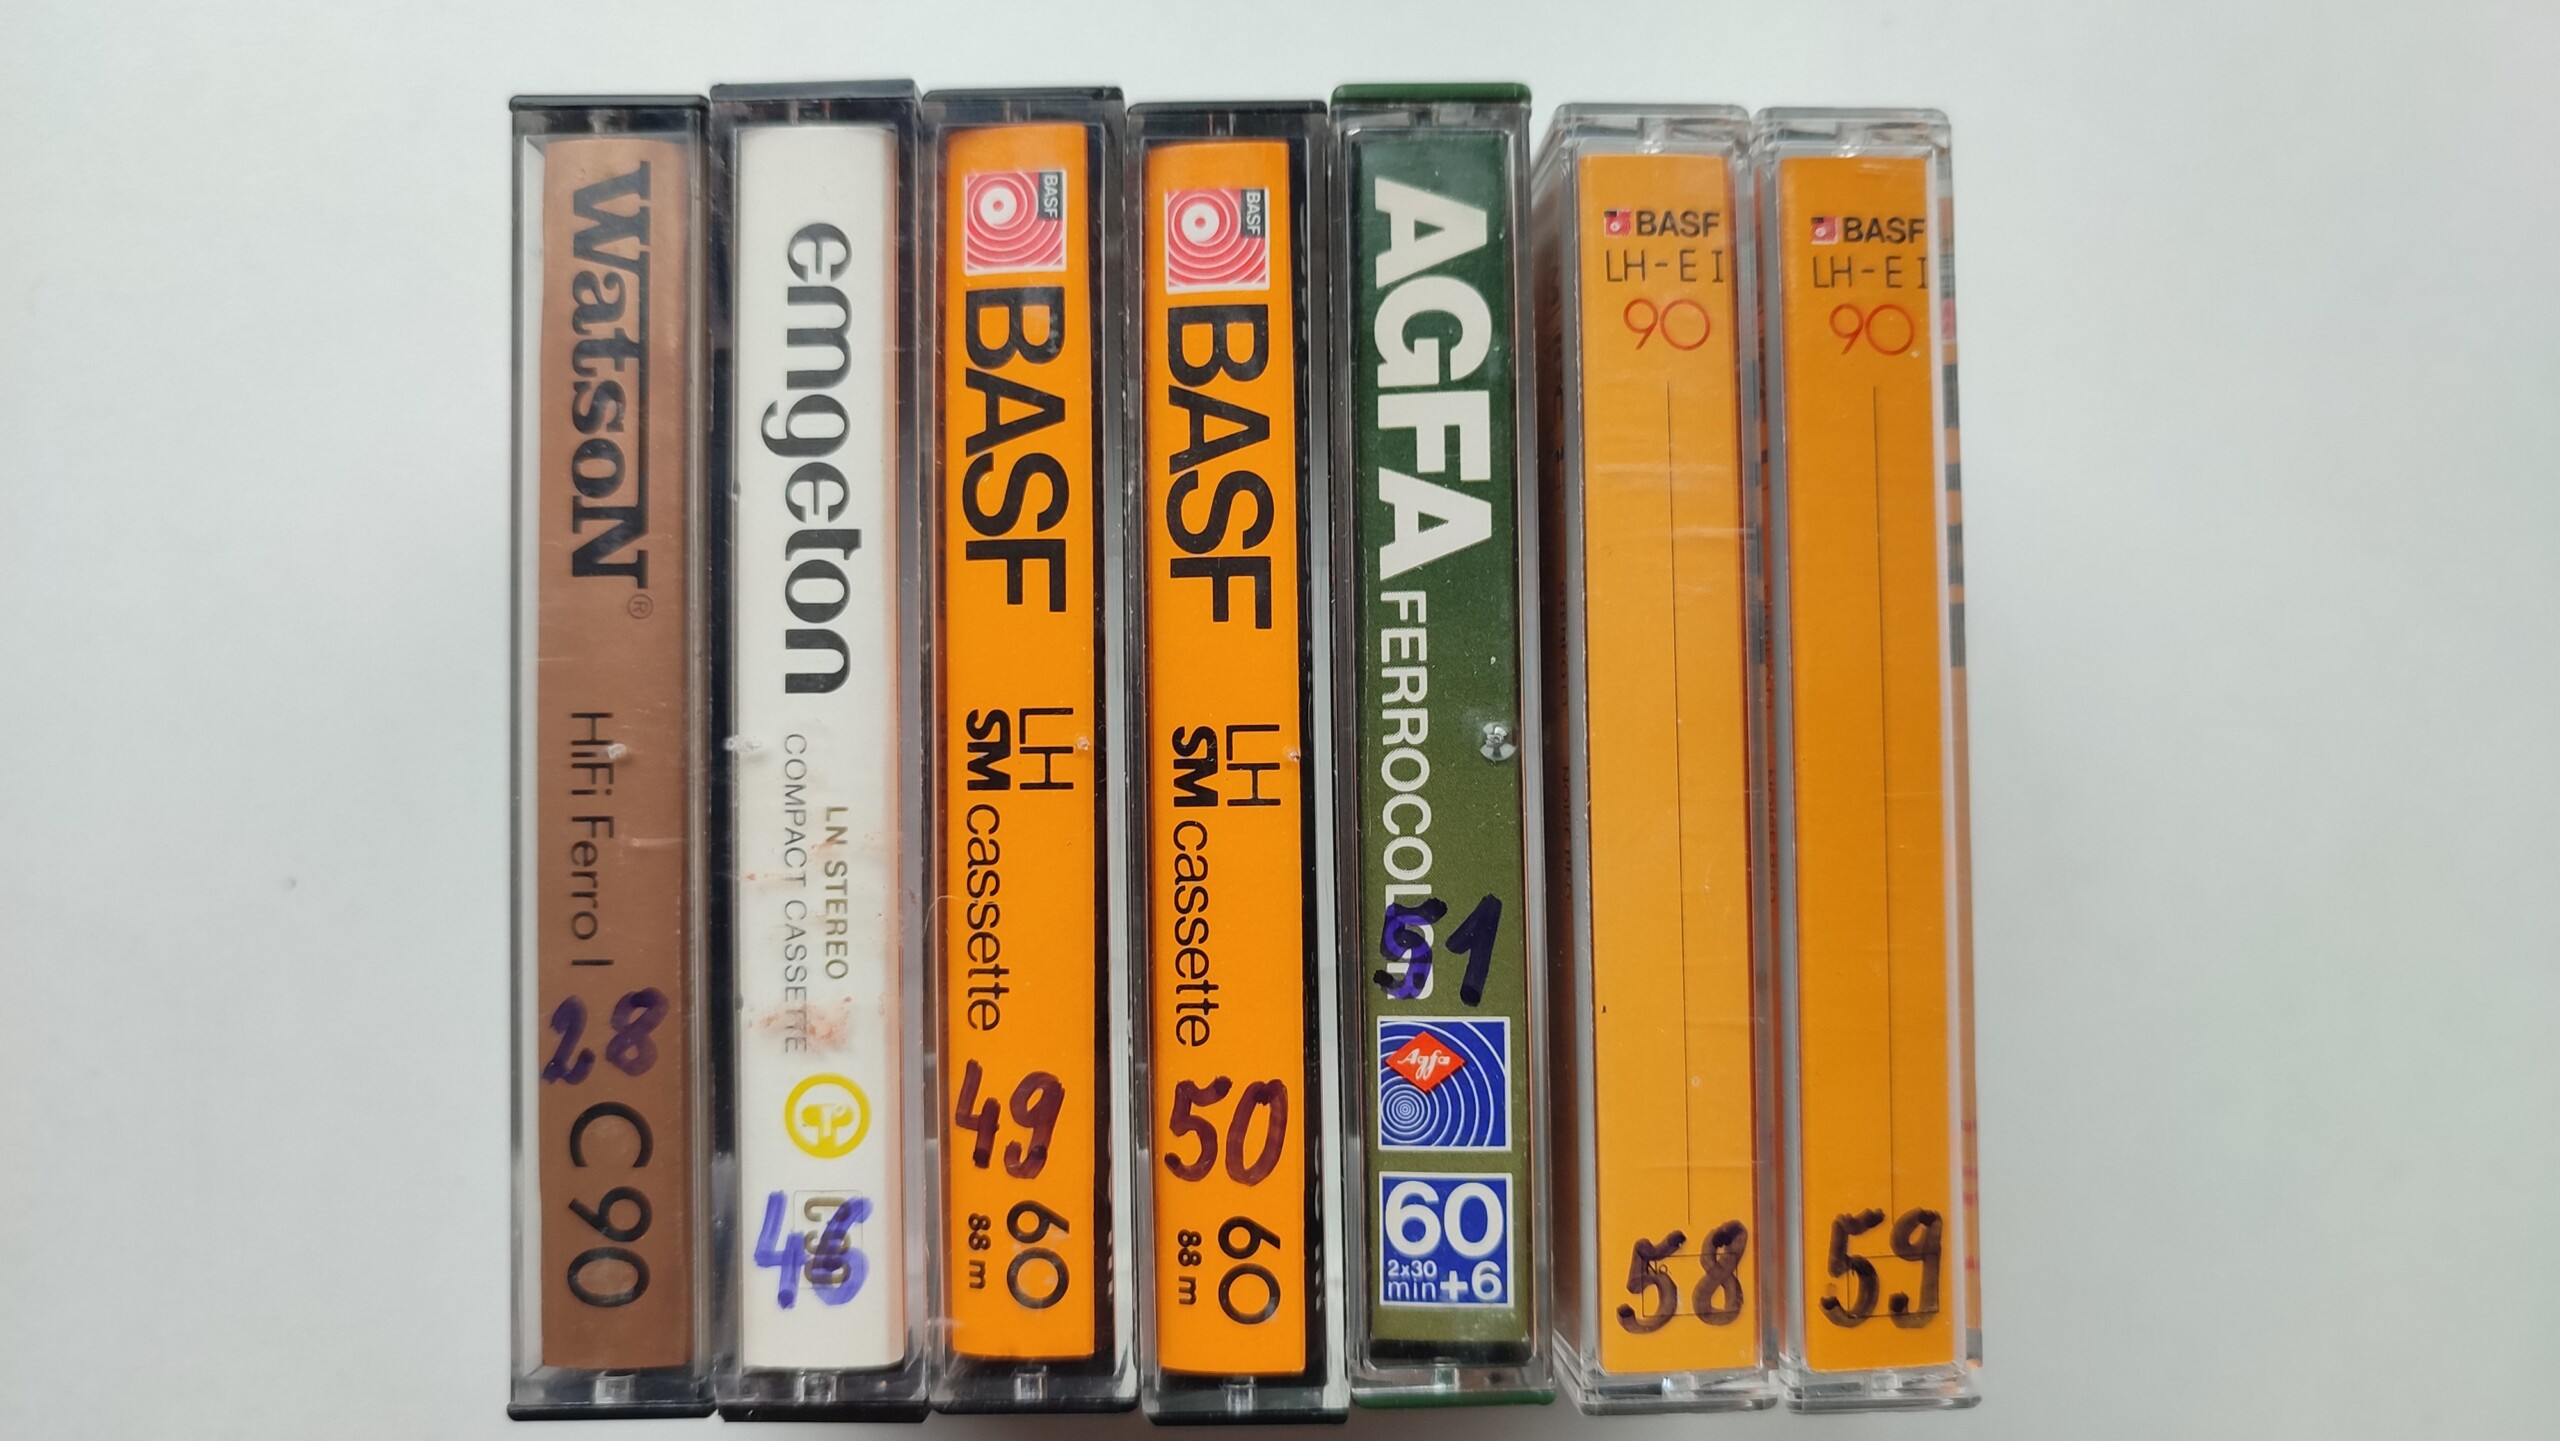 WatsoN®
HiFi Ferro I
28
C 90
emgeton
LN STEREO
COMPACT CASSETTE
46
BASF
BASF
LH
SM cassette
49
60
88 m
BASF
BASF
LH
SM cassette
50
60
88 m
AGFA FERROCOLOR
51
Agfa
60
2x30
min +6
BASF
LH-E I
90
No.
58
BASF
LH-E I
90
59